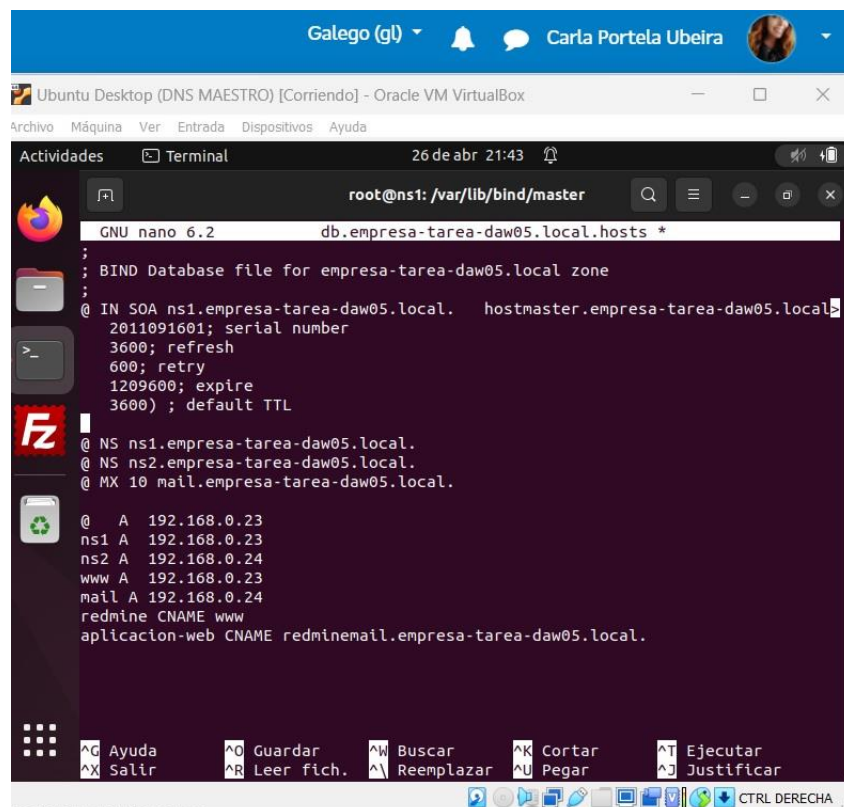 Galego (gl) Carla Portela Ubeira
Ubuntu Desktop (DNS MAESTRO) [Corriendo] - Oracle VM VirtualBox
Archivo Máquina Ver Entrada Dispositivos Ayuda
Actividades Terminal 26 de abr 21:43
root@ns1: /var/lib/bind/master
GNU nano 6.2 db.empresa-tarea-daw05.local.hosts *
;
; BIND Database file for empresa-tarea-daw05.local zone
;
@ IN SOA ns1.empresa-tarea-daw05.local. hostmaster.empresa-tarea-daw05.local>
2011091601; serial number
3600; refresh
600; retry
1209600; expire
3600) ; default TTL
@ NS ns1.empresa-tarea-daw05.local.
@ NS ns2.empresa-tarea-daw05.local.
@ MX 10 mail.empresa-tarea-daw05.local.
@ A 192.168.0.23
ns1 A 192.168.0.23
ns2 A 192.168.0.24
www A 192.168.0.23
mail A 192.168.0.24
redmine CNAME www
aplicacion-web CNAME redminemail.empresa-tarea-daw05.local.
^G Ayuda ^O Guardar ^W Buscar ^K Cortar ^T Ejecutar
^X Salir ^R Leer fich. ^\ Reemplazar ^U Pegar ^J Justificar
CTRL DERECHA